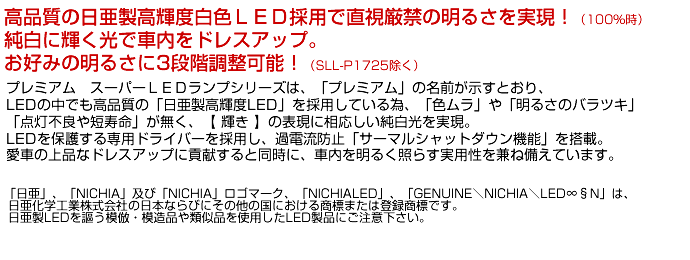 高品質の日亜製高輝度白色ＬＥＤ採用で直視厳禁の明るさを実現！（100%時）
純白に輝く光で車内をドレスアップ。
お好みの明るさに3段階調整可能！（SLL-P1725除く）
プレミアム　スーパーＬＥＤランプシリーズは、「プレミアム」の名前が示すとおり、
LEDの中でも高品質の「日亜製高輝度LED」を採用している為、「色ムラ」や「明るさのバラツキ」
「点灯不良や短寿命」が無く、【 輝き 】の表現に相応しい純白光を実現。
LEDを保護する専用ドライバーを採用し、過電流防止「サーマルシャットダウン機能」を搭載。
愛車の上品なドレスアップに貢献すると同時に、車内を明るく照らす実用性を兼ね備えています。
「日亜」、「NICHIA」及び「NICHIA」ロゴマーク、「NICHIALED」、「GENUINE＼NICHIA＼LED∞§N」は、
日亜化学工業株式会社の日本ならびにその他の国における商標または登録商標です。
日亜製LEDを謳う模倣・模造品や類似品を使用したLED製品にご注意下さい。